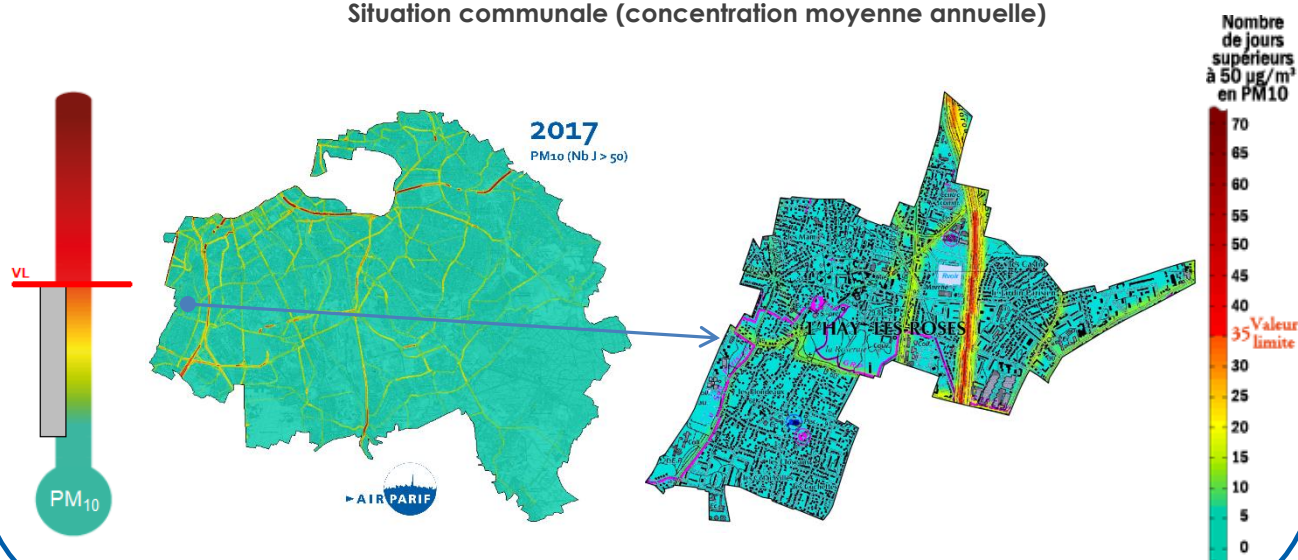 Situation communale (concentration moyenne annuelle)
Nombre
de jours
supérieurs
à 50 µg/m³
en PM10
2017
PM10 (Nb J > 50)
70
65
60
55
50
45
40
35 Valeur
limite
30
25
20
15
10
5
0
VL
L'HAY-LES-ROSES
AIRPARIF
PM10